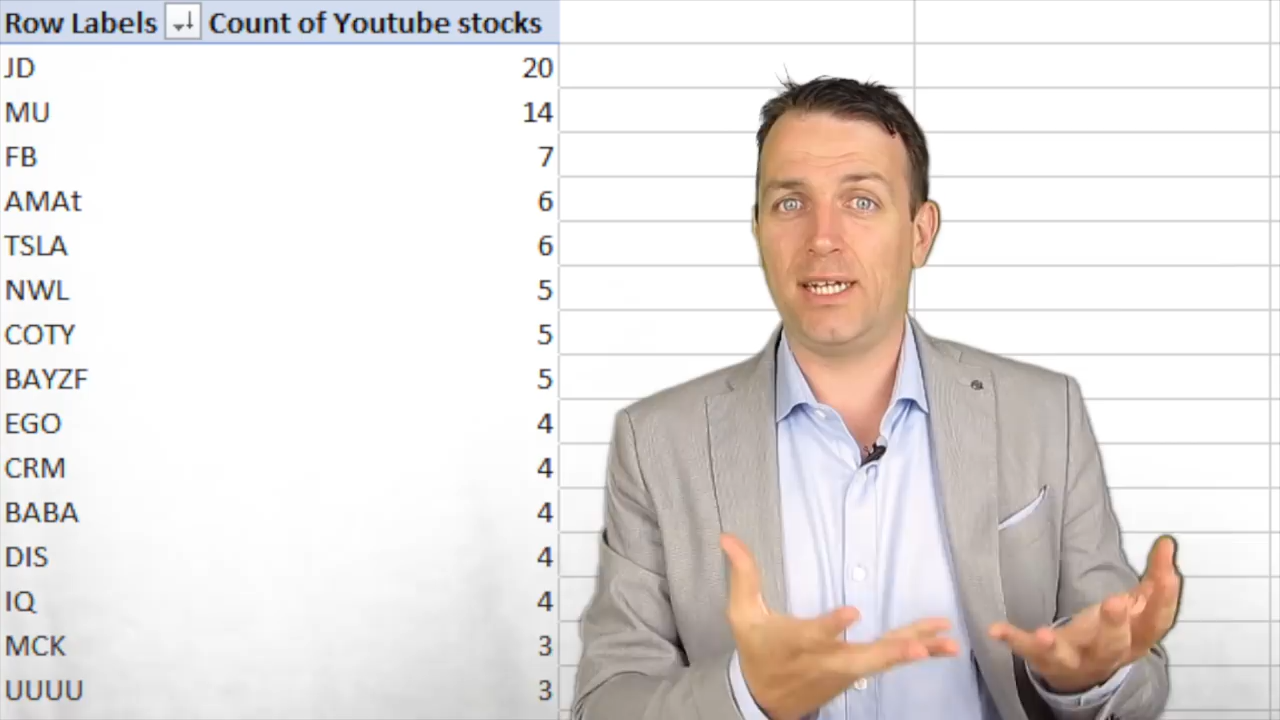 Row Labels Count of Youtube stocks
JD 20
MU 14
FB 7
AMAt 6
TSLA 6
NWL 5
COTY 5
BAYZF 5
EGO 4
CRM 4
BABA 4
DIS 4
IQ 4
MCK 3
UUUU 3